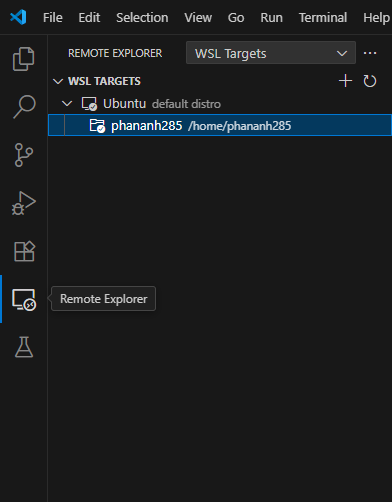 File Edit Selection View Go Run Terminal Help
REMOTE EXPLORER WSL Targets
WSL TARGETS
Ubuntu default distro
phananh285 /home/phananh285
Remote Explorer